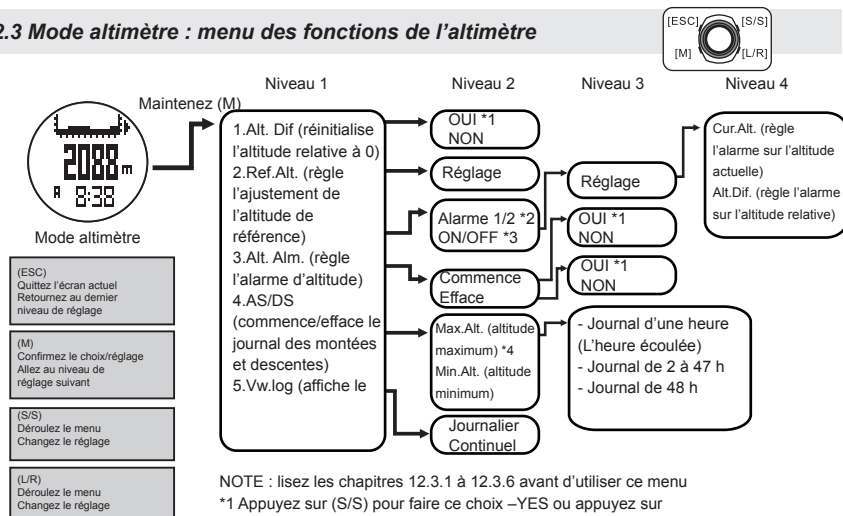 2.3 Mode altimètre : menu des fonctions de l'altimètre
[ESC]
[S/S]
[M]
[L/R]
Niveau 1
Niveau 2
Niveau 3
Niveau 4
Maintenez (M)
2088m
A 8:38
Mode altimètre
(ESC)
Quittez l'écran actuel
Retournez au dernier
niveau de réglage
(M)
Confirmez le choix/réglage
Allez au niveau de
réglage suivant
(S/S)
Déroulez le menu
Changez le réglage
(L/R)
Déroulez le menu
Changez le réglage
1.Alt. Dif (réinitialise
l'altitude relative à 0)
2.Ref.Alt. (règle
l'ajustement de
l'altitude de
référence)
3.Alt. Alm. (règle
l'alarme d'altitude)
4.AS/DS
(commence/efface le
journal des montées
et descentes)
5.Vw.log (affiche le
OUI *1
NON
Réglage
Alarme 1/2 *2
ON/OFF *3
Commence
Efface
Max.Alt. (altitude
maximum) *4
Min.Alt. (altitude
minimum)
Journalier
Continuel
Réglage
OUI *1
NON
OUI *1
NON
- Journal d'une heure
(L'heure écoulée)
- Journal de 2 à 47 h
- Journal de 48 h
Cur.Alt. (règle
l'alarme sur l'altitude
actuelle)
Alt.Dif. (règle l'alarme
sur l'altitude relative)
NOTE : lisez les chapitres 12.3.1 à 12.3.6 avant d'utiliser ce menu
*1 Appuyez sur (S/S) pour faire ce choix –YES ou appuyez sur